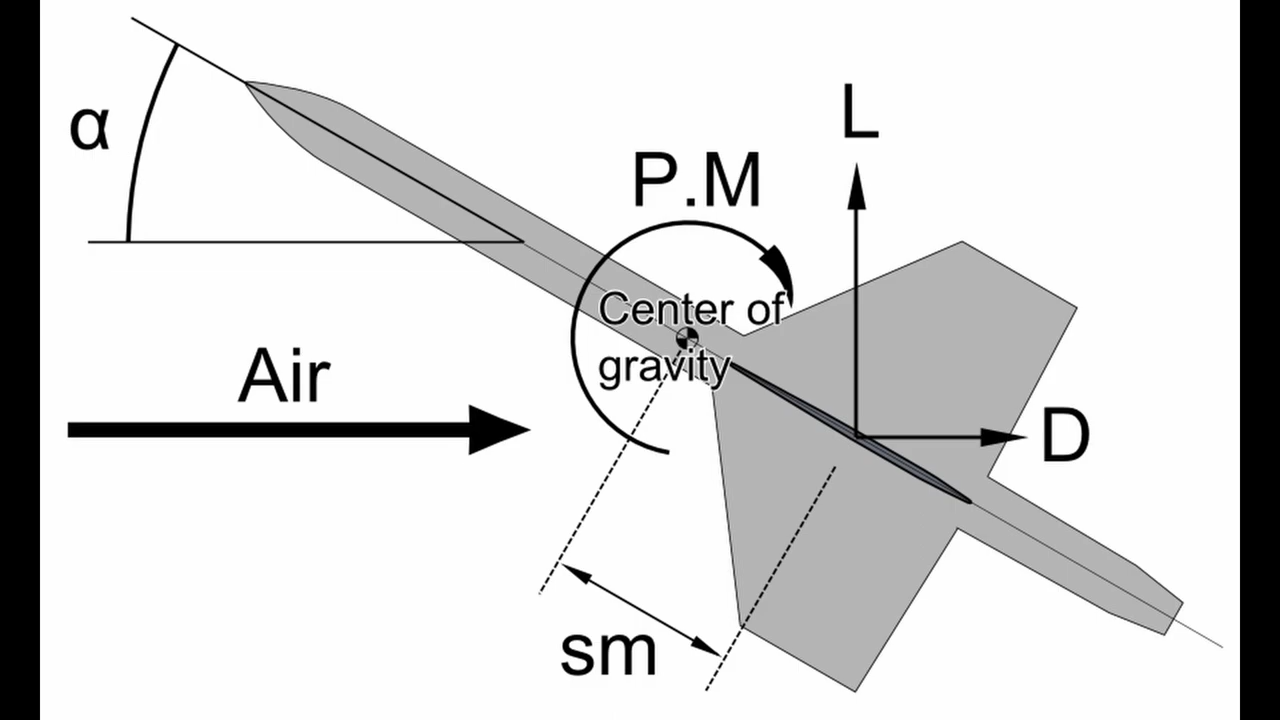 α
L
P.M
Center of
gravity
Air
D
sm